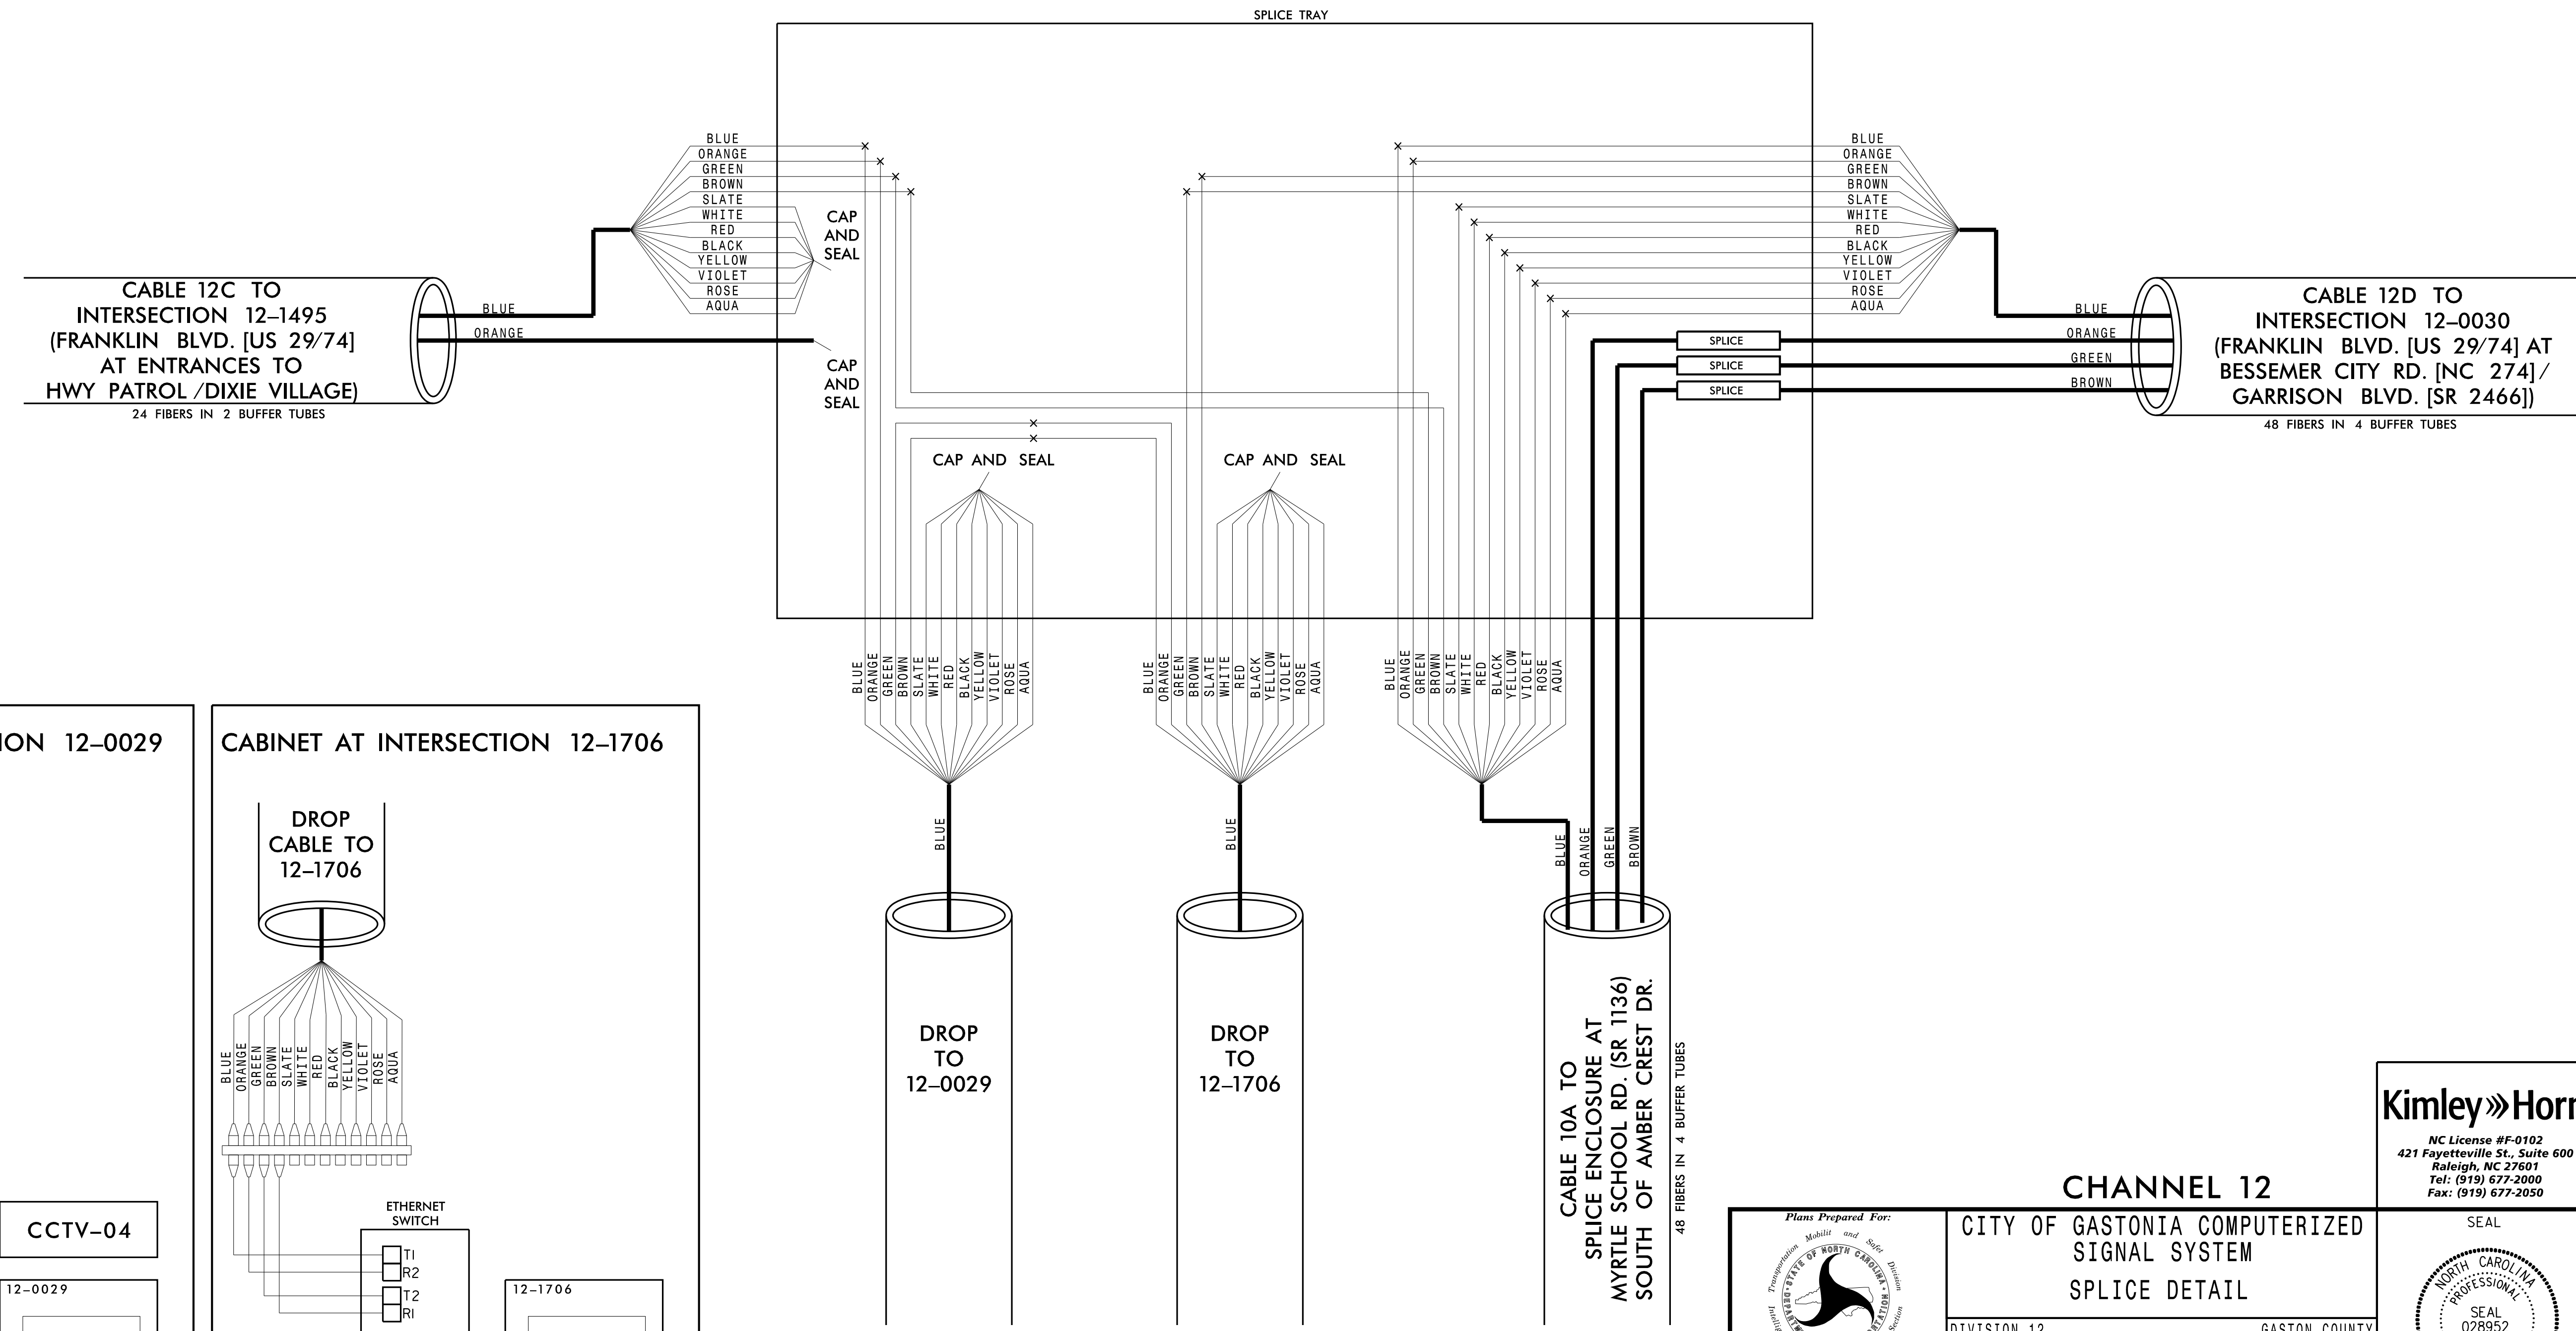 SPLICE TRAY
BLUE
ORANGE
GREEN
BROWN
SLATE
WHITE
RED
BLACK
YELLOW
VIOLET
ROSE
AQUA
CAP
AND
SEAL
BLUE
ORANGE
GREEN
BROWN
SLATE
WHITE
RED
BLACK
YELLOW
VIOLET
ROSE
AQUA
CABLE 12C TO
INTERSECTION 12-1495
(FRANKLIN BLVD. [US 29/74]
AT ENTRANCES TO
HWY PATROL /DIXIE VILLAGE)
24 FIBERS IN 2 BUFFER TUBES
BLUE
ORANGE
CAP
AND
SEAL
SPLICE
SPLICE
SPLICE
BLUE
ORANGE
GREEN
BROWN
CABLE 12D TO
INTERSECTION 12-0030
(FRANKLIN BLVD. [US 29/74] AT
BESSEMER CITY RD. [NC 274]/
GARRISON BLVD. [SR 2466])
48 FIBERS IN 4 BUFFER TUBES
CAP AND SEAL
CAP AND SEAL
BLUE
ORANGE
GREEN
BROWN
SLATE
WHITE
RED
BLACK
YELLOW
VIOLET
ROSE
AQUA
BLUE
ORANGE
GREEN
BROWN
SLATE
WHITE
RED
BLACK
YELLOW
VIOLET
ROSE
AQUA
BLUE
ORANGE
GREEN
BROWN
SLATE
WHITE
RED
BLACK
YELLOW
VIOLET
ROSE
AQUA
BLUE
BLUE
BLUE
ORANGE
GREEN
BROWN
DROP
TO
12-0029
DROP
TO
12-1706
CABLE 10A TO
SPLICE ENCLOSURE AT
MYRTLE SCHOOL RD. (SR 1136)
SOUTH OF AMBER CREST DR.
48 FIBERS IN 4 BUFFER TUBES
ION 12-0029
CCTV-04
12-0029
CABINET AT INTERSECTION 12-1706
DROP
CABLE TO
12-1706
BLUE
ORANGE
GREEN
BROWN
SLATE
WHITE
RED
BLACK
YELLOW
VIOLET
ROSE
AQUA
ETHERNET
SWITCH
T1
R2
T2
R1
12-1706
Kimley»Horn
NC License #F-0102
421 Fayetteville St., Suite 600
Raleigh, NC 27601
Tel: (919) 677-2000
Fax: (919) 677-2050
CHANNEL 12
Plans Prepared For:
Transportation Mobilit and Safet Division
STATE OF NORTH CAROLINA
CITY OF GASTONIA COMPUTERIZED
SIGNAL SYSTEM
SPLICE DETAIL
DIVISION 12
GASTON COUNTY
SEAL
NORTH CAROLINA
PROFESSIONAL
SEAL
028952